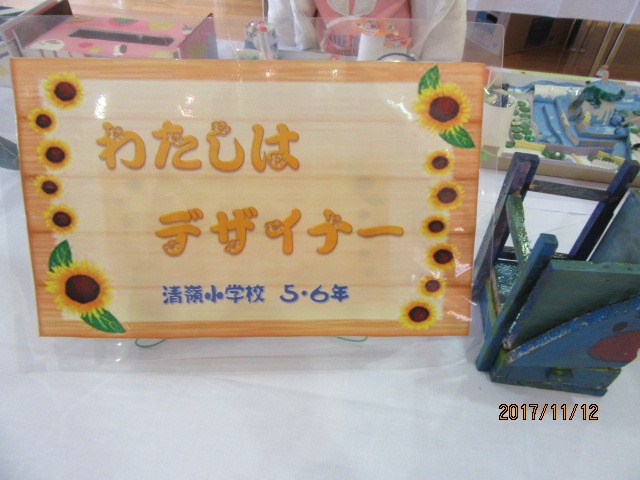 わたしは
デザイナー
清嶺小学校 5・6年
2017/11/12